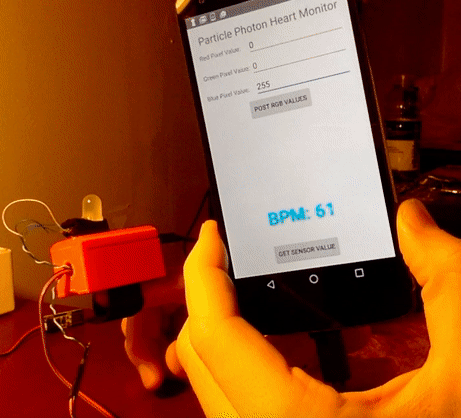 Particle Photon Heart Monitor
Red Pixel Value: 0
Green Pixel Value: 0
Blue Pixel Value: 255
POST RGB VALUES
BPM: 61
GET SENSOR VALUE